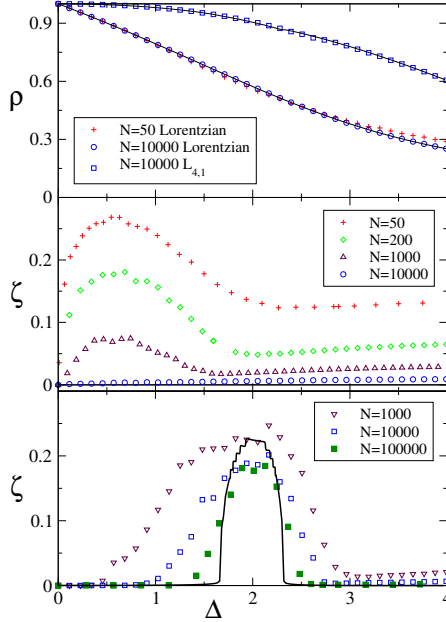 0.9
ρ
0.6
0.3
0
N=50 Lorentzian
N=10000 Lorentzian
N=10000 L4,1
0.2
ζ
0.1
0
N=50
N=200
N=1000
N=10000
0.2
ζ
0.1
0
N=1000
N=10000
N=100000
0 1 2 3 4
Δ